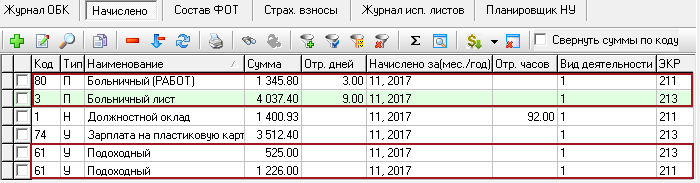 Журнал ОБК Начислено Состав ФОТ Страх. взносы Журнал исп. листов Планировщик НУ
Свернуть суммы по коду
Код Тип Наименование Сумма Отр. дней Начислено за(мес./год) Отр. часов Вид деятельности ЭКР
80 П Больничный (РАБОТ) 1 345.80 3.00 11, 2017 1 211
3 П Больничный лист 4 037.40 9.00 11, 2017 1 213
1 Н Должностной оклад 1 400.93 11, 2017 92.00 1 211
74 У Зарплата на пластиковую карт 3 512.40 11, 2017 1 213
61 У Подоходный 525.00 11, 2017 1 213
61 У Подоходный 1 226.00 11, 2017 1 211